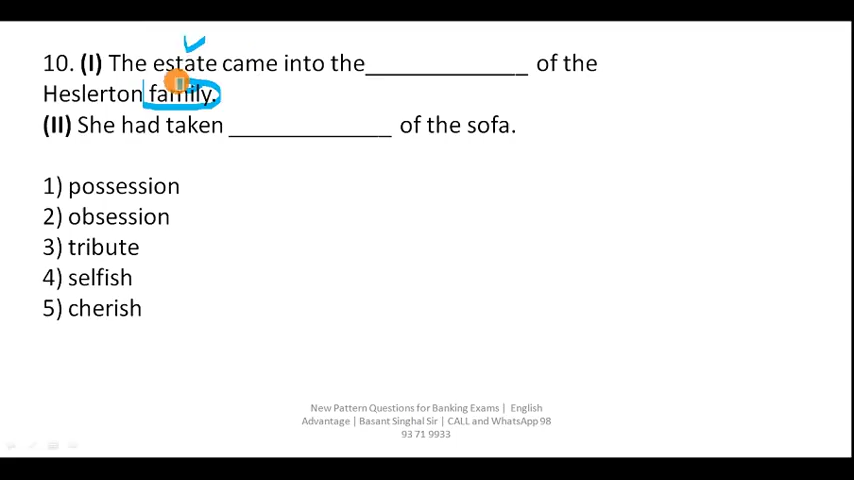 10. (I) The estate came into the_____________ of the
Heslerton family.
(II) She had taken ______________ of the sofa.
1) possession
2) obsession
3) tribute
4) selfish
5) cherish
New Pattern Questions for Banking Exams | English
Advantage | Basant Singhal Sir | CALL and WhatsApp 98
93 71 9933